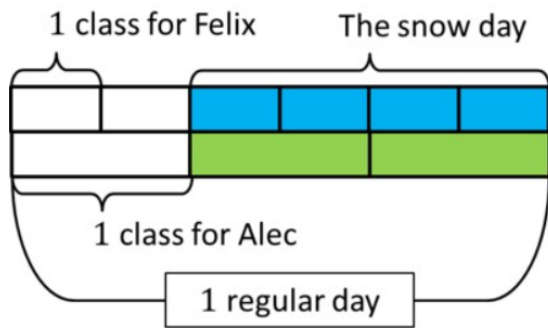 1 class for Felix
The snow day
1 class for Alec
1 regular day